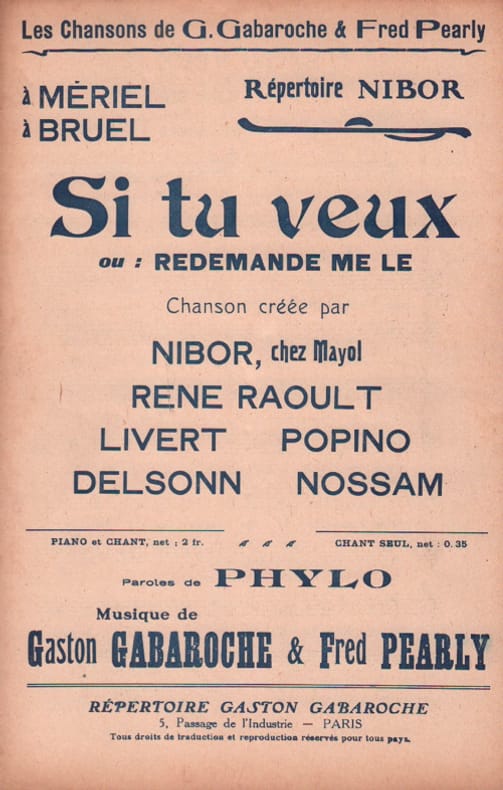 Les Chansons de G. Gabaroche & Fred Pearly
à MÉRIEL
à BRUEL
Répertoire NIBOR
Si tu veux
ou : REDEMANDE ME LE
Chanson créée par
NIBOR, chez Mayol
RENE RAOULT
LIVERT POPINO
DELSONN NOSSAM
PIANO et CHANT, net : 2 fr.
CHANT SEUL, net : 0.35
Paroles de PHYLO
Musique de
Gaston GABAROCHE & Fred PEARLY
RÉPERTOIRE GASTON GABAROCHE
5, Passage de l'Industrie — PARIS
Tous droits de traduction et reproduction réservés pour tous pays.